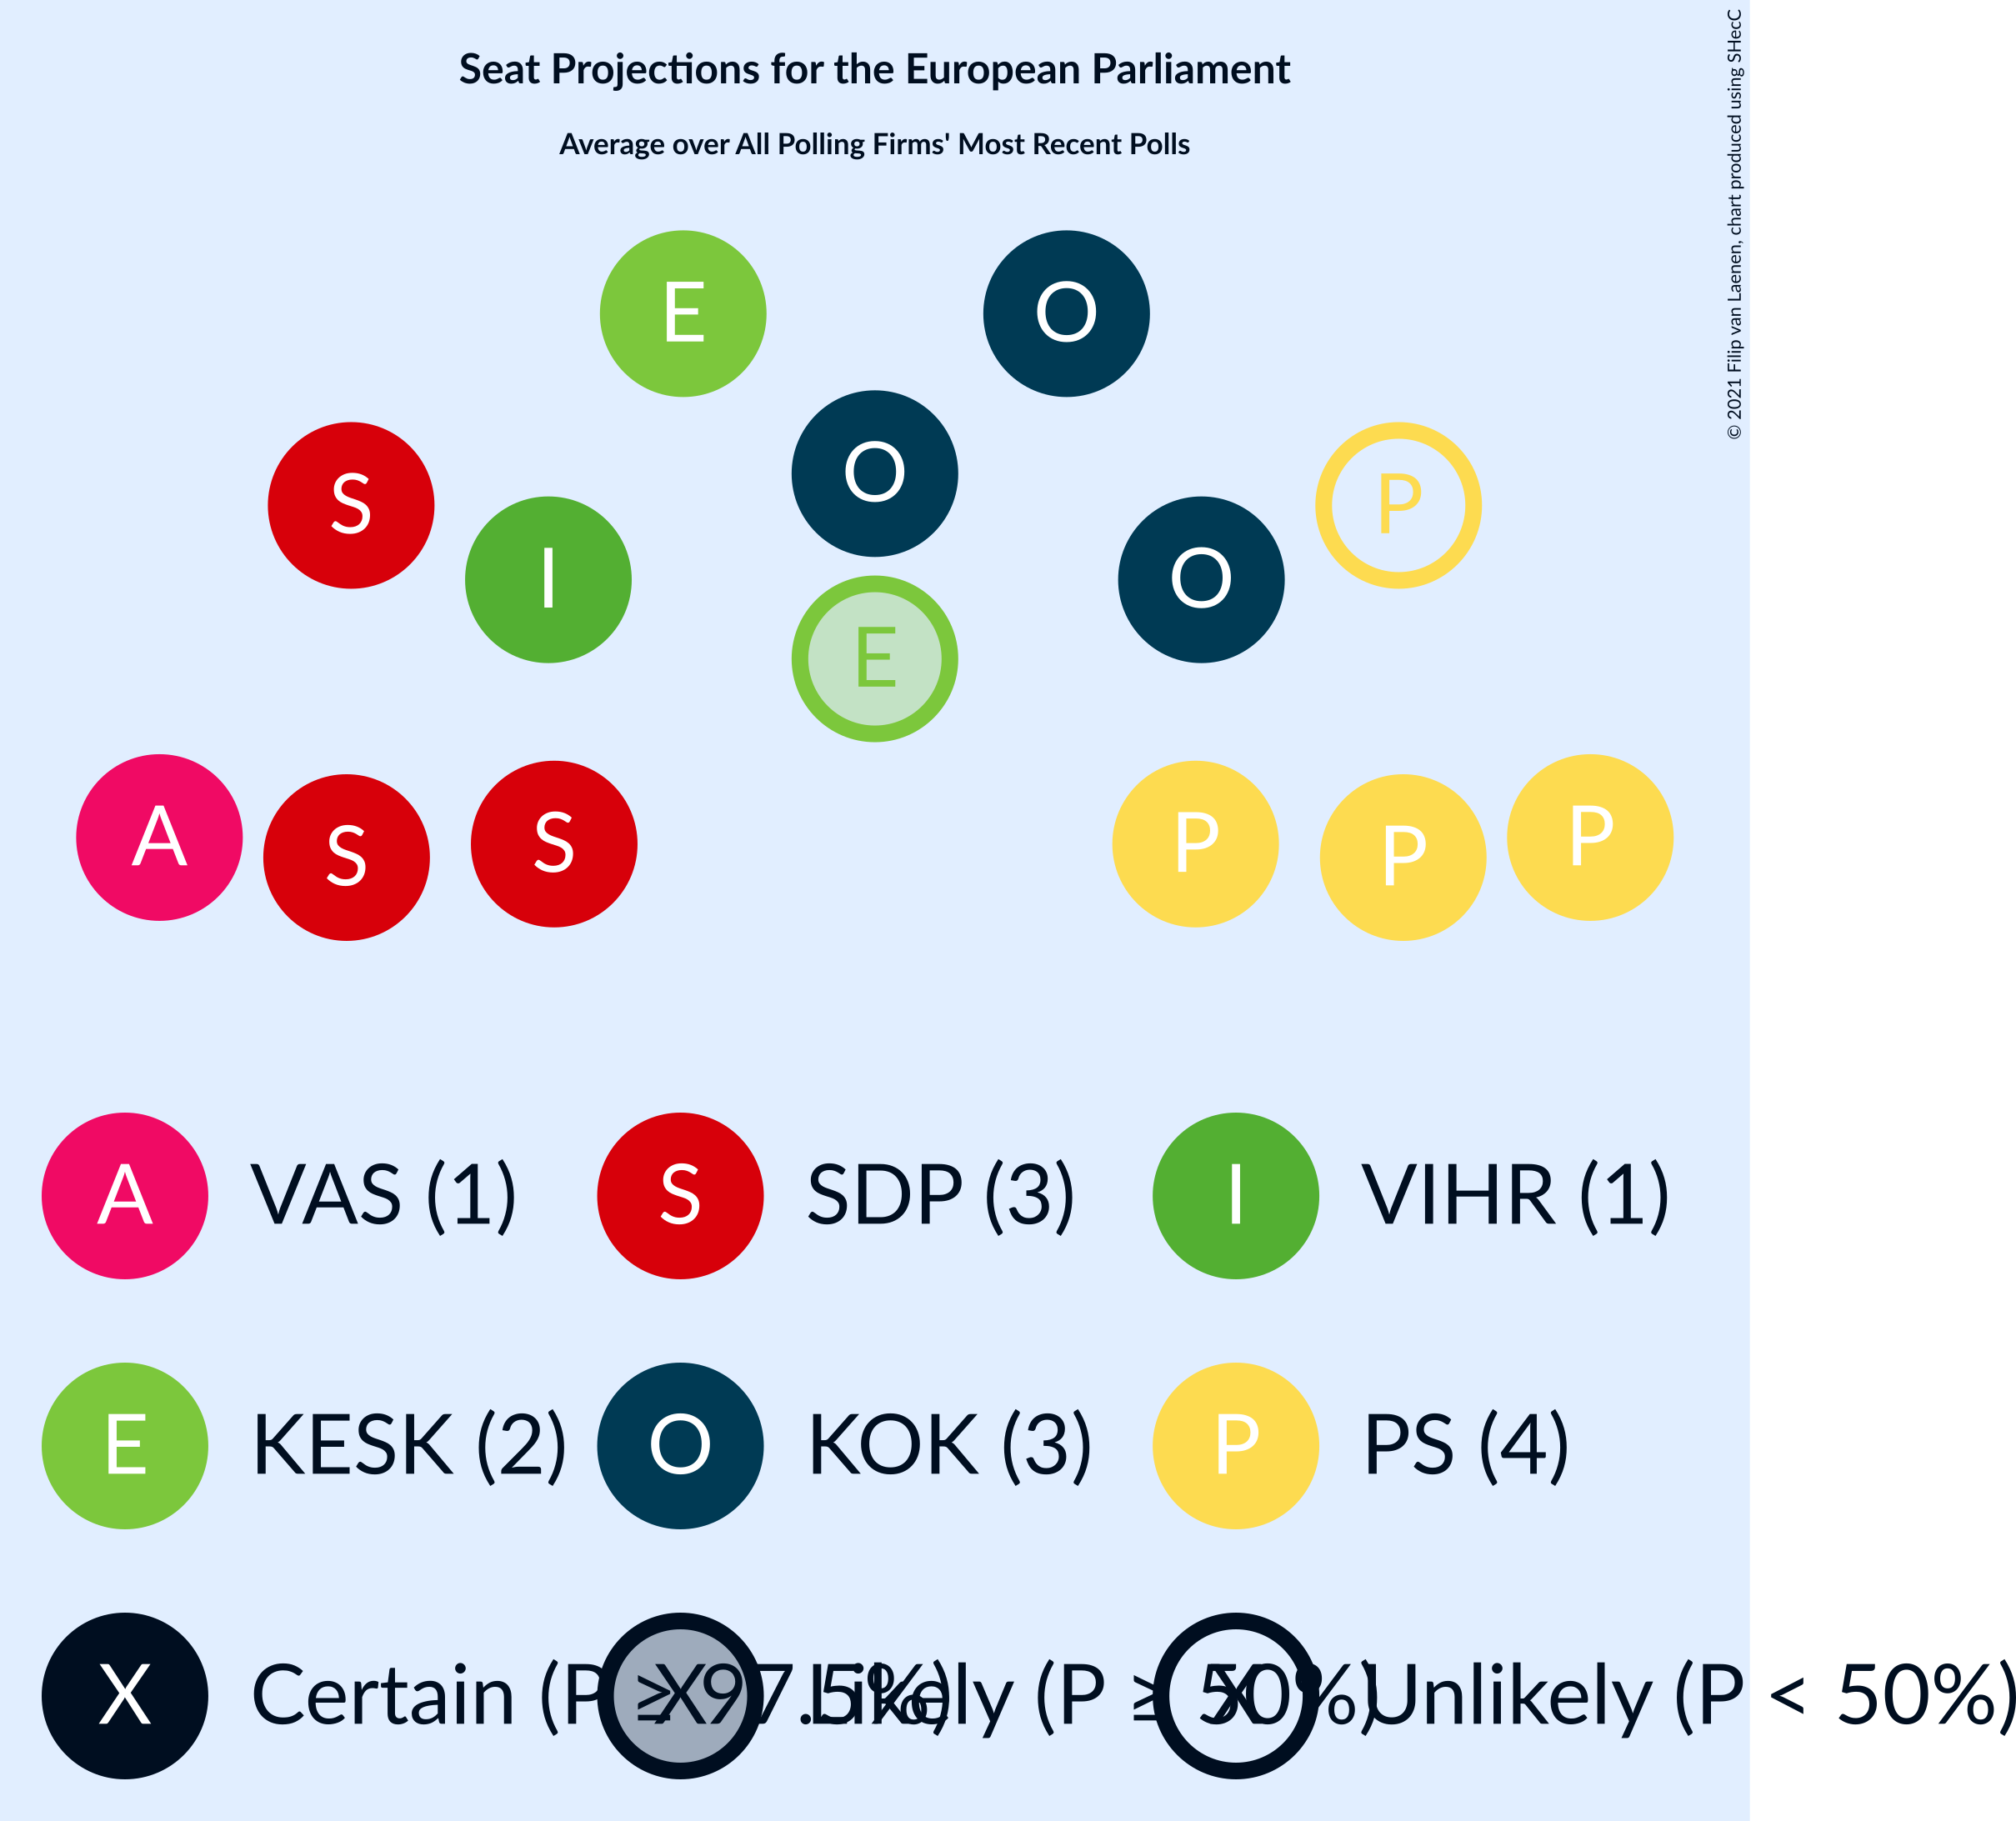 Seat Projections for the European Parliament
Average over All Polling Firms' Most Recent Polls
© 2021 Filip van Laenen, chart produced using SHecC
E O
O
S P
I O
E
A P
S S P P
A VAS (1) S SDP (3) I VIHR (1)
E KESK (2) O KOK (3) P PS (4)
X Certain (P ≥ 97.5%) X Likely (P ≥ 50%) X Unlikely (P < 50%)